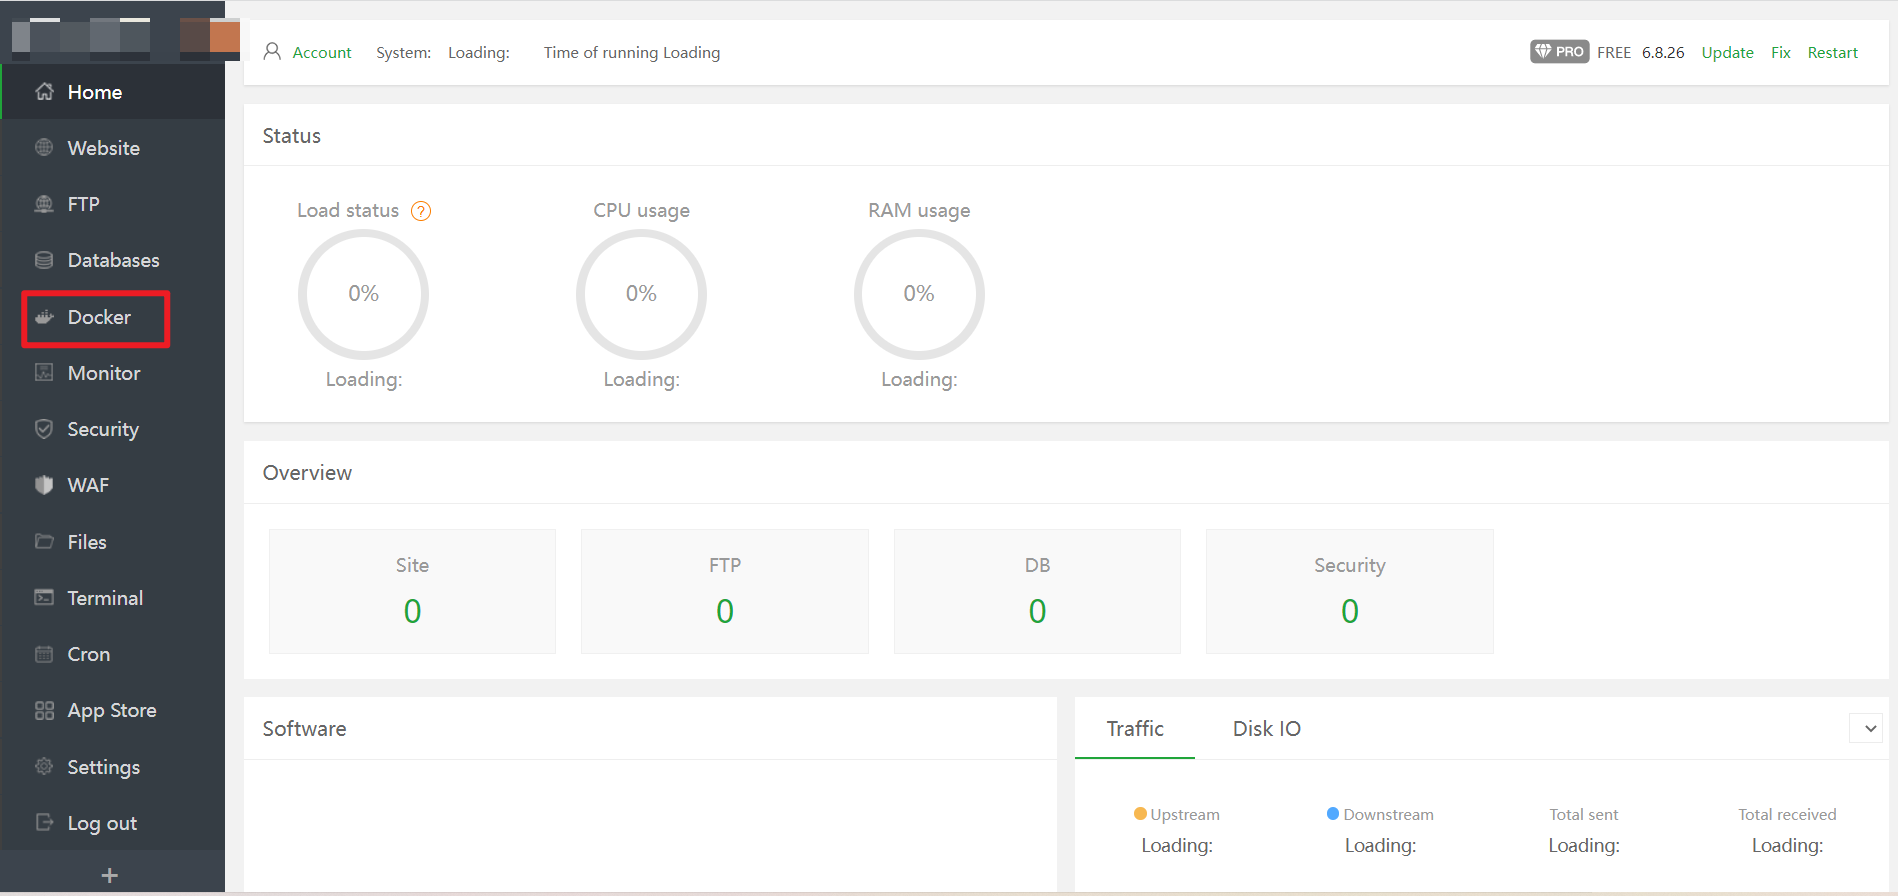 Account System: Loading: Time of running Loading PRO FREE 6.8.26 Update Fix Restart
Home
Website
FTP
Databases
Docker
Monitor
Security
WAF
Files
Terminal
Cron
App Store
Settings
Log out
+
Status
Load status ? CPU usage RAM usage
0% 0% 0%
Loading: Loading: Loading:
Overview
Site FTP DB Security
0 0 0 0
Software
Traffic Disk IO
Upstream Downstream Total sent Total received
Loading: Loading: Loading: Loading: